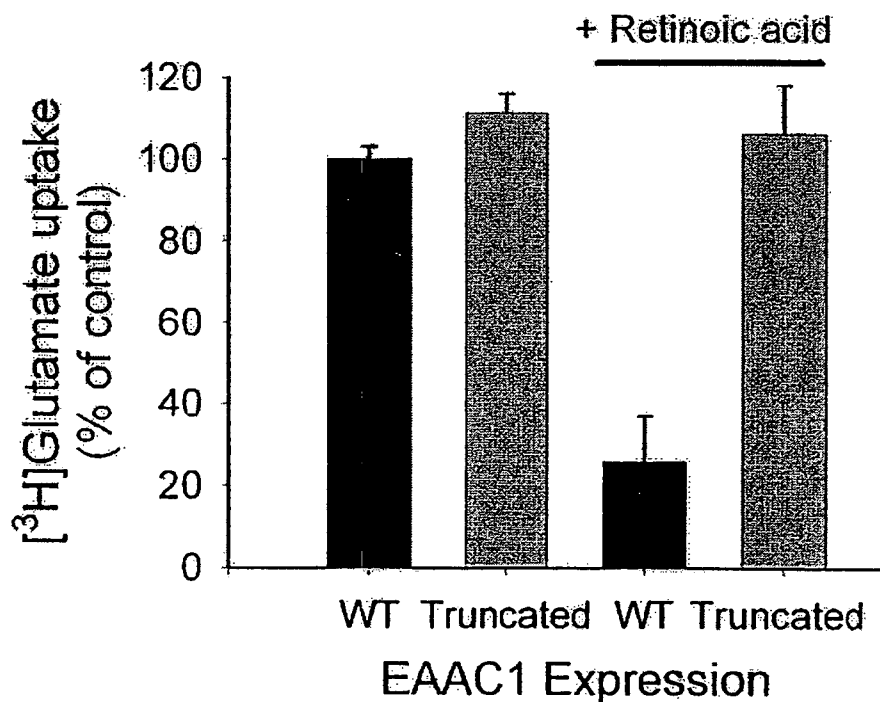 + Retinoic acid
[³H]Glutamate uptake
(% of control)
120
100
80
60
40
20
0
WT Truncated WT Truncated
EAAC1 Expression